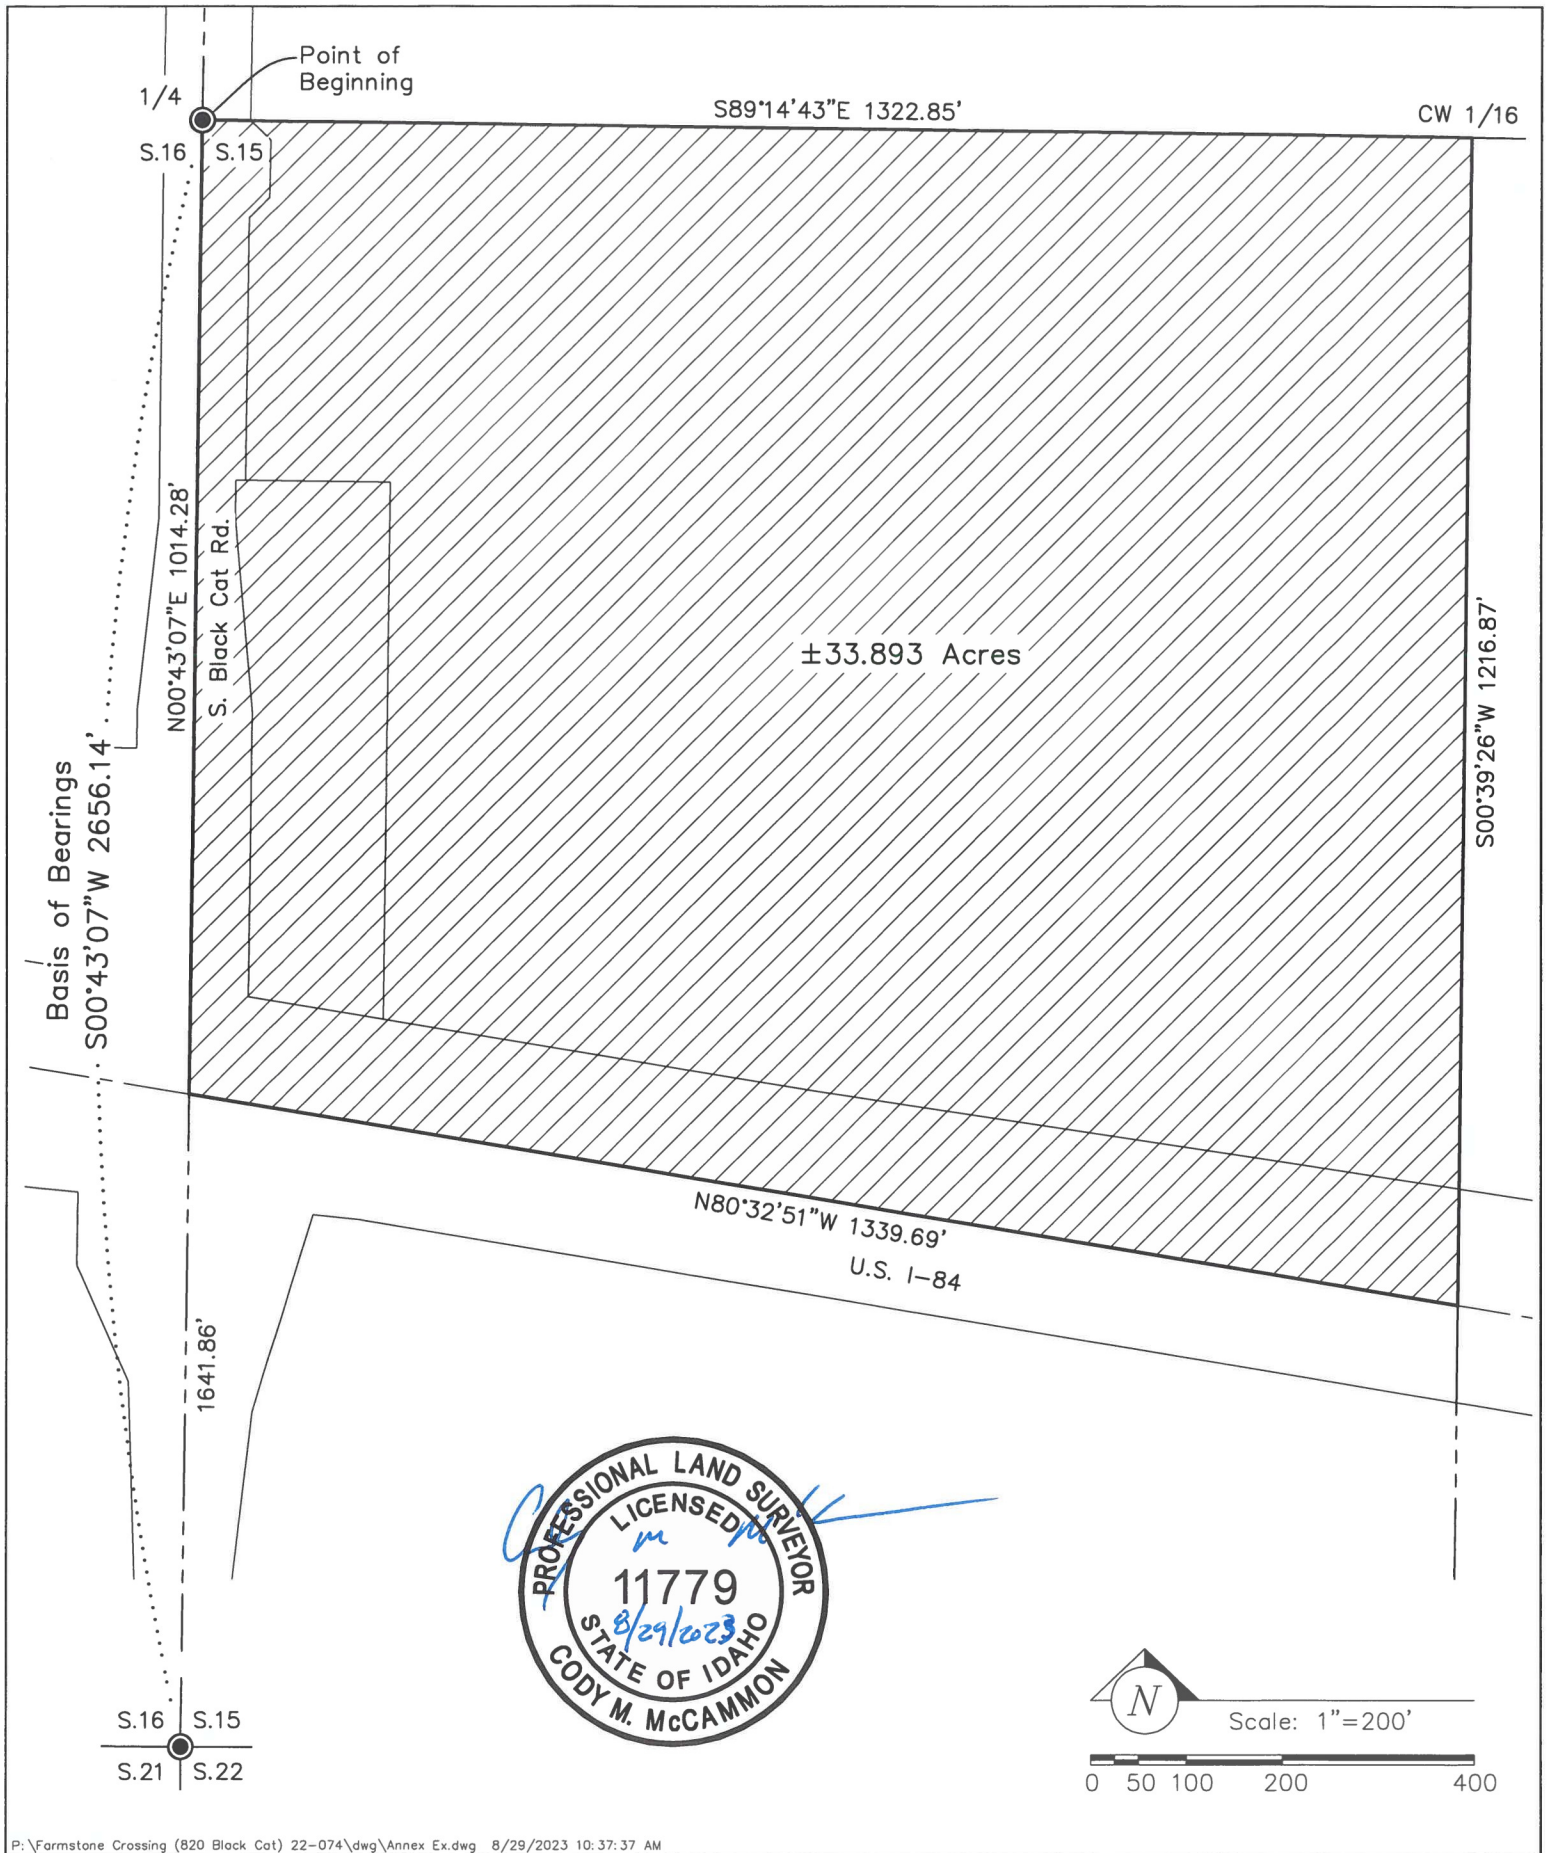 Point of
Beginning
1/4
S89°14'43"E 1322.85'
CW 1/16
S.16 S.15
N00°43'07"E 1014.28'
S. Black Cat Rd.
±33.893 Acres
S00°39'26"W 1216.87'
Basis of Bearings
S00°43'07"W 2656.14'
N80°32'51"W 1339.69'
U.S. I-84
1641.86'
PROFESSIONAL LAND SURVEYOR
LICENSED
11779
8/29/2023
STATE OF IDAHO
CODY M. McCAMMON
S.16 S.15
S.21 S.22
N
Scale: 1"=200'
0 50 100 200 400
P:\Farmstone Crossing (820 Black Cat) 22-074\dwg\Annex Ex.dwg 8/29/2023 10:37:37 AM